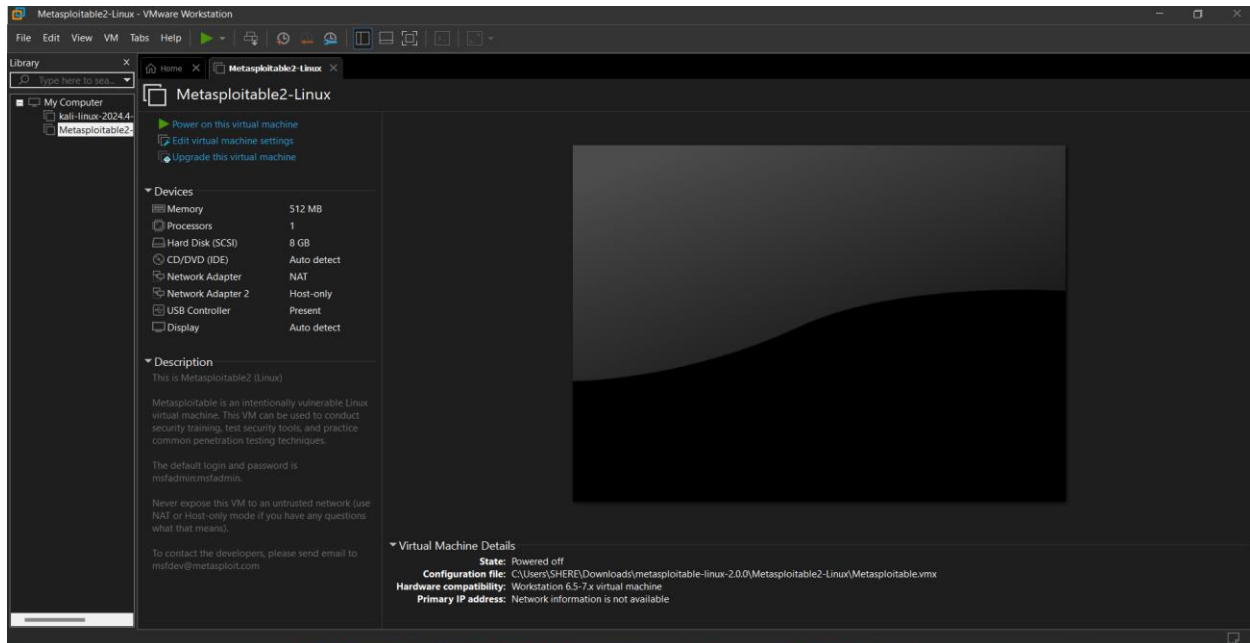 Metasploitable2-Linux - VMware Workstation
File Edit View VM Tabs Help
Library X
Type here to sea...
My Computer
kali-linux-2024.4-
Metasploitable2-
Home X Metasploitable2-Linux X
Metasploitable2-Linux
Power on this virtual machine
Edit virtual machine settings
Upgrade this virtual machine
Devices
Memory 512 MB
Processors 1
Hard Disk (SCSI) 8 GB
CD/DVD (IDE) Auto detect
Network Adapter NAT
Network Adapter 2 Host-only
USB Controller Present
Display Auto detect
Description
This is Metasploitable2 (Linux)
Metasploitable is an intentionally vulnerable Linux
virtual machine. This VM can be used to conduct
security training, test security tools, and practice
common penetration testing techniques.
The default login and password is
msfadmin:msfadmin.
Never expose this VM to an untrusted network (use
NAT or Host-only mode if you have any questions
what that means).
To contact the developers, please send email to
msfdev@metasploit.com
Virtual Machine Details
State: Powered off
Configuration file: C:\Users\SHERE\Downloads\metasploitable-linux-2.0.0\Metasploitable2-Linux\Metasploitable.vmx
Hardware compatibility: Workstation 6.5-7.x virtual machine
Primary IP address: Network information is not available